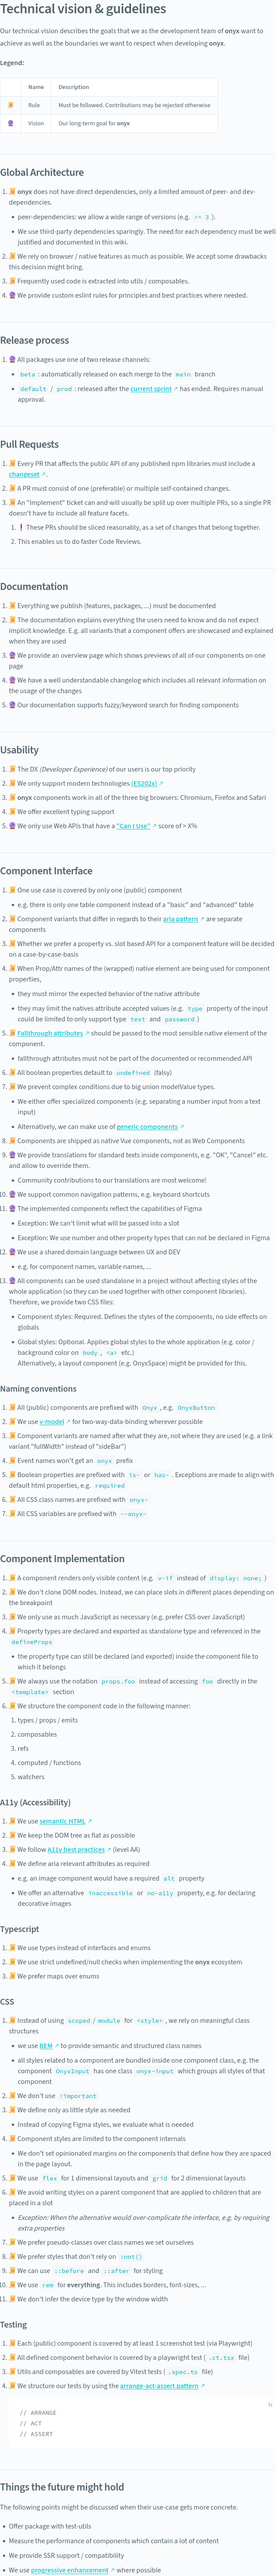 Technical vision & guidelines
Our technical vision describes the goals that we as the development team of onyx want to
achieve as well as the boundaries we want to respect when developing onyx.
Legend:
Name Description
📜 Rule Must be followed. Contributions may be rejected otherwise
🔮 Vision Our long-term goal for onyx
Global Architecture
1. 📜 onyx does not have direct dependencies, only a limited amount of peer- and dev-
dependencies.
• peer-dependencies: we allow a wide range of versions (e.g. >= 3 ).
• We use third-party dependencies sparingly. The need for each dependency must be well
justified and documented in this wiki.
2. 📜 We rely on browser / native features as much as possible. We accept some drawbacks
this decision might bring.
3. 📜 Frequently used code is extracted into utils / composables.
4. 🔮 We provide custom eslint rules for principles and best practices where needed.
Release process
1. 🔮 All packages use one of two release channels:
• beta : automatically released on each merge to the main branch
• default / prod : released after the current sprint ↗ has ended. Requires manual
approval.
Pull Requests
1. 📜 Every PR that affects the public API of any published npm libraries must include a
changeset ↗ .
2. 📜 A PR must consist of one (preferable) or multiple self-contained changes.
3. 📜 An "Implement" ticket can and will usually be split up over multiple PRs, so a single PR
doesn't have to include all feature facets.
1. ❗ These PRs should be sliced reasonably, as a set of changes that belong together.
2. This enables us to do faster Code Reviews.
Documentation
1. 📜 Everything we publish (features, packages, ...) must be documented
2. 📜 The documentation explains everything the users need to know and do not expect
implicit knowledge. E.g. all variants that a component offers are showcased and explained
when they are used
3. 🔮 We provide an overview page which shows previews of all of our components on one
page
4. 🔮 We have a well understandable changelog which includes all relevant information on
the usage of the changes
5. 🔮 Our documentation supports fuzzy/keyword search for finding components
Usability
1. 📜 The DX (Developer Experience) of our users is our top priority
2. 📜 We only support modern technologies (ES202x) ↗
3. 📜 onyx components work in all of the three big browsers: Chromium, Firefox and Safari
4. 📜 We offer excellent typing support
5. 🔮 We only use Web APIs that have a "Can I Use" ↗ score of > X%
Component Interface
1. 📜 One use case is covered by only one (public) component
• e.g. there is only one table component instead of a "basic" and "advanced" table
2. 📜 Component variants that differ in regards to their aria pattern ↗ are separate
components
3. 📜 Whether we prefer a property vs. slot based API for a component feature will be decided
on a case-by-case basis
4. 📜 When Prop/Attr names of the (wrapped) native element are being used for component
properties,
• they must mirror the expected behavior of the native attribute
• they may limit the natives attribute accepted values (e.g. type property of the input
could be limited to only support type text and password )
5. 📜 Fallthrough attributes ↗ should be passed to the most sensible native element of the
component.
• fallthrough attributes must not be part of the documented or recommended API
6. 📜 All boolean properties default to undefined (falsy)
7. 📜 We prevent complex conditions due to big union modelValue types.
• We either offer specialized components (e.g. separating a number input from a text
input)
• Alternatively, we can make use of generic components ↗
8. 📜 Components are shipped as native Vue components, not as Web Components
9. 🔮 We provide translations for standard texts inside components, e.g. "OK", "Cancel" etc.
and allow to override them.
• Community contributions to our translations are most welcome!
10. 🔮 We support common navigation patterns, e.g. keyboard shortcuts
11. 🔮 The implemented components reflect the capabilities of Figma
• Exception: We can't limit what will be passed into a slot
• Exception: We use number and other property types that can not be declared in Figma
12. 🔮 We use a shared domain language between UX and DEV
• e.g. for component names, variable names, ...
13. 🔮 All components can be used standalone in a project without affecting styles of the
whole application (so they can be used together with other component libraries).
Therefore, we provide two CSS files:
• Component styles: Required. Defines the styles of the components, no side effects on
globals
• Global styles: Optional. Applies global styles to the whole application (e.g. color /
background color on body , <a> etc.)
Alternatively, a layout component (e.g. OnyxSpace) might be provided for this.
Naming conventions
1. 📜 All (public) components are prefixed with Onyx , e.g. OnyxButton
2. 📜 We use v-model ↗ for two-way-data-binding wherever possible
3. 📜 Component variants are named after what they are, not where they are used (e.g. a link
variant "fullWidth" instead of "sideBar")
4. 📜 Event names won't get an onyx prefix
5. 📜 Boolean properties are prefixed with is- or has- . Exceptions are made to align with
default html properties, e.g. required
6. 📜 All CSS class names are prefixed with onyx-
7. 📜 All CSS variables are prefixed with --onyx-
Component Implementation
1. 📜 A component renders only visible content (e.g. v-if instead of display: none; )
2. 📜 We don't clone DOM nodes. Instead, we can place slots in different places depending on
the breakpoint
3. 📜 We only use as much JavaScript as necessary (e.g. prefer CSS over JavaScript)
4. 📜 Property types are declared and exported as standalone type and referenced in the
defineProps
• the property type can still be declared (and exported) inside the component file to
which it belongs
5. 📜 We always use the notation props.foo instead of accessing foo directly in the
<template> section
6. 📜 We structure the component code in the following manner:
1. types / props / emits
2. composables
3. refs
4. computed / functions
5. watchers
A11y (Accessibility)
1. 📜 We use semantic HTML ↗
2. 📜 We keep the DOM tree as flat as possible
3. 📜 We follow A11y best practices ↗ (level AA)
4. 📜 We define aria relevant attributes as required
• e.g. an image component would have a required alt property
• We offer an alternative inaccessible or no-a11y property, e.g. for declaring
decorative images
Typescript
1. 📜 We use types instead of interfaces and enums
2. 📜 We use strict undefined/null checks when implementing the onyx ecosystem
3. 📜 We prefer maps over enums
CSS
1. 📜 Instead of using scoped / module for <style> , we rely on meaningful class
structures
• we use BEM ↗ to provide semantic and structured class names
• all styles related to a component are bundled inside one component class, e.g. the
component OnyxInput has one class onyx-input which groups all styles of that
component
2. 📜 We don't use !important
3. 📜 We define only as little style as needed
• Instead of copying Figma styles, we evaluate what is needed
4. 📜 Component styles are limited to the component internals
• We don't set opinionated margins on the components that define how they are spaced
in the page layout.
5. 📜 We use flex for 1 dimensional layouts and grid for 2 dimensional layouts
6. 📜 We avoid writing styles on a parent component that are applied to children that are
placed in a slot
• Exception: When the alternative would over-complicate the interface, e.g. by requiring
extra properties
7. 📜 We prefer pseudo-classes over class names we set ourselves
8. 📜 We prefer styles that don't rely on :not()
9. 📜 We can use ::before and ::after for styling
10. 📜 We use rem for everything. This includes borders, font-sizes, ...
11. 📜 We don't infer the device type by the window width
Testing
1. 📜 Each (public) component is covered by at least 1 screenshot test (via Playwright)
2. 📜 All defined component behavior is covered by a playwright test ( .ct.tsx file)
3. 📜 Utils and composables are covered by Vitest tests ( .spec.ts file)
4. 📜 We structure our tests by using the arrange-act-assert pattern ↗
ts
// ARRANGE
// ACT
// ASSERT
Things the future might hold
The following points might be discussed when their use-case gets more concrete.
• Offer package with test-utils
• Measure the performance of components which contain a lot of content
• We provide SSR support / compatibility
• We use progressive enhancement ↗ where possible